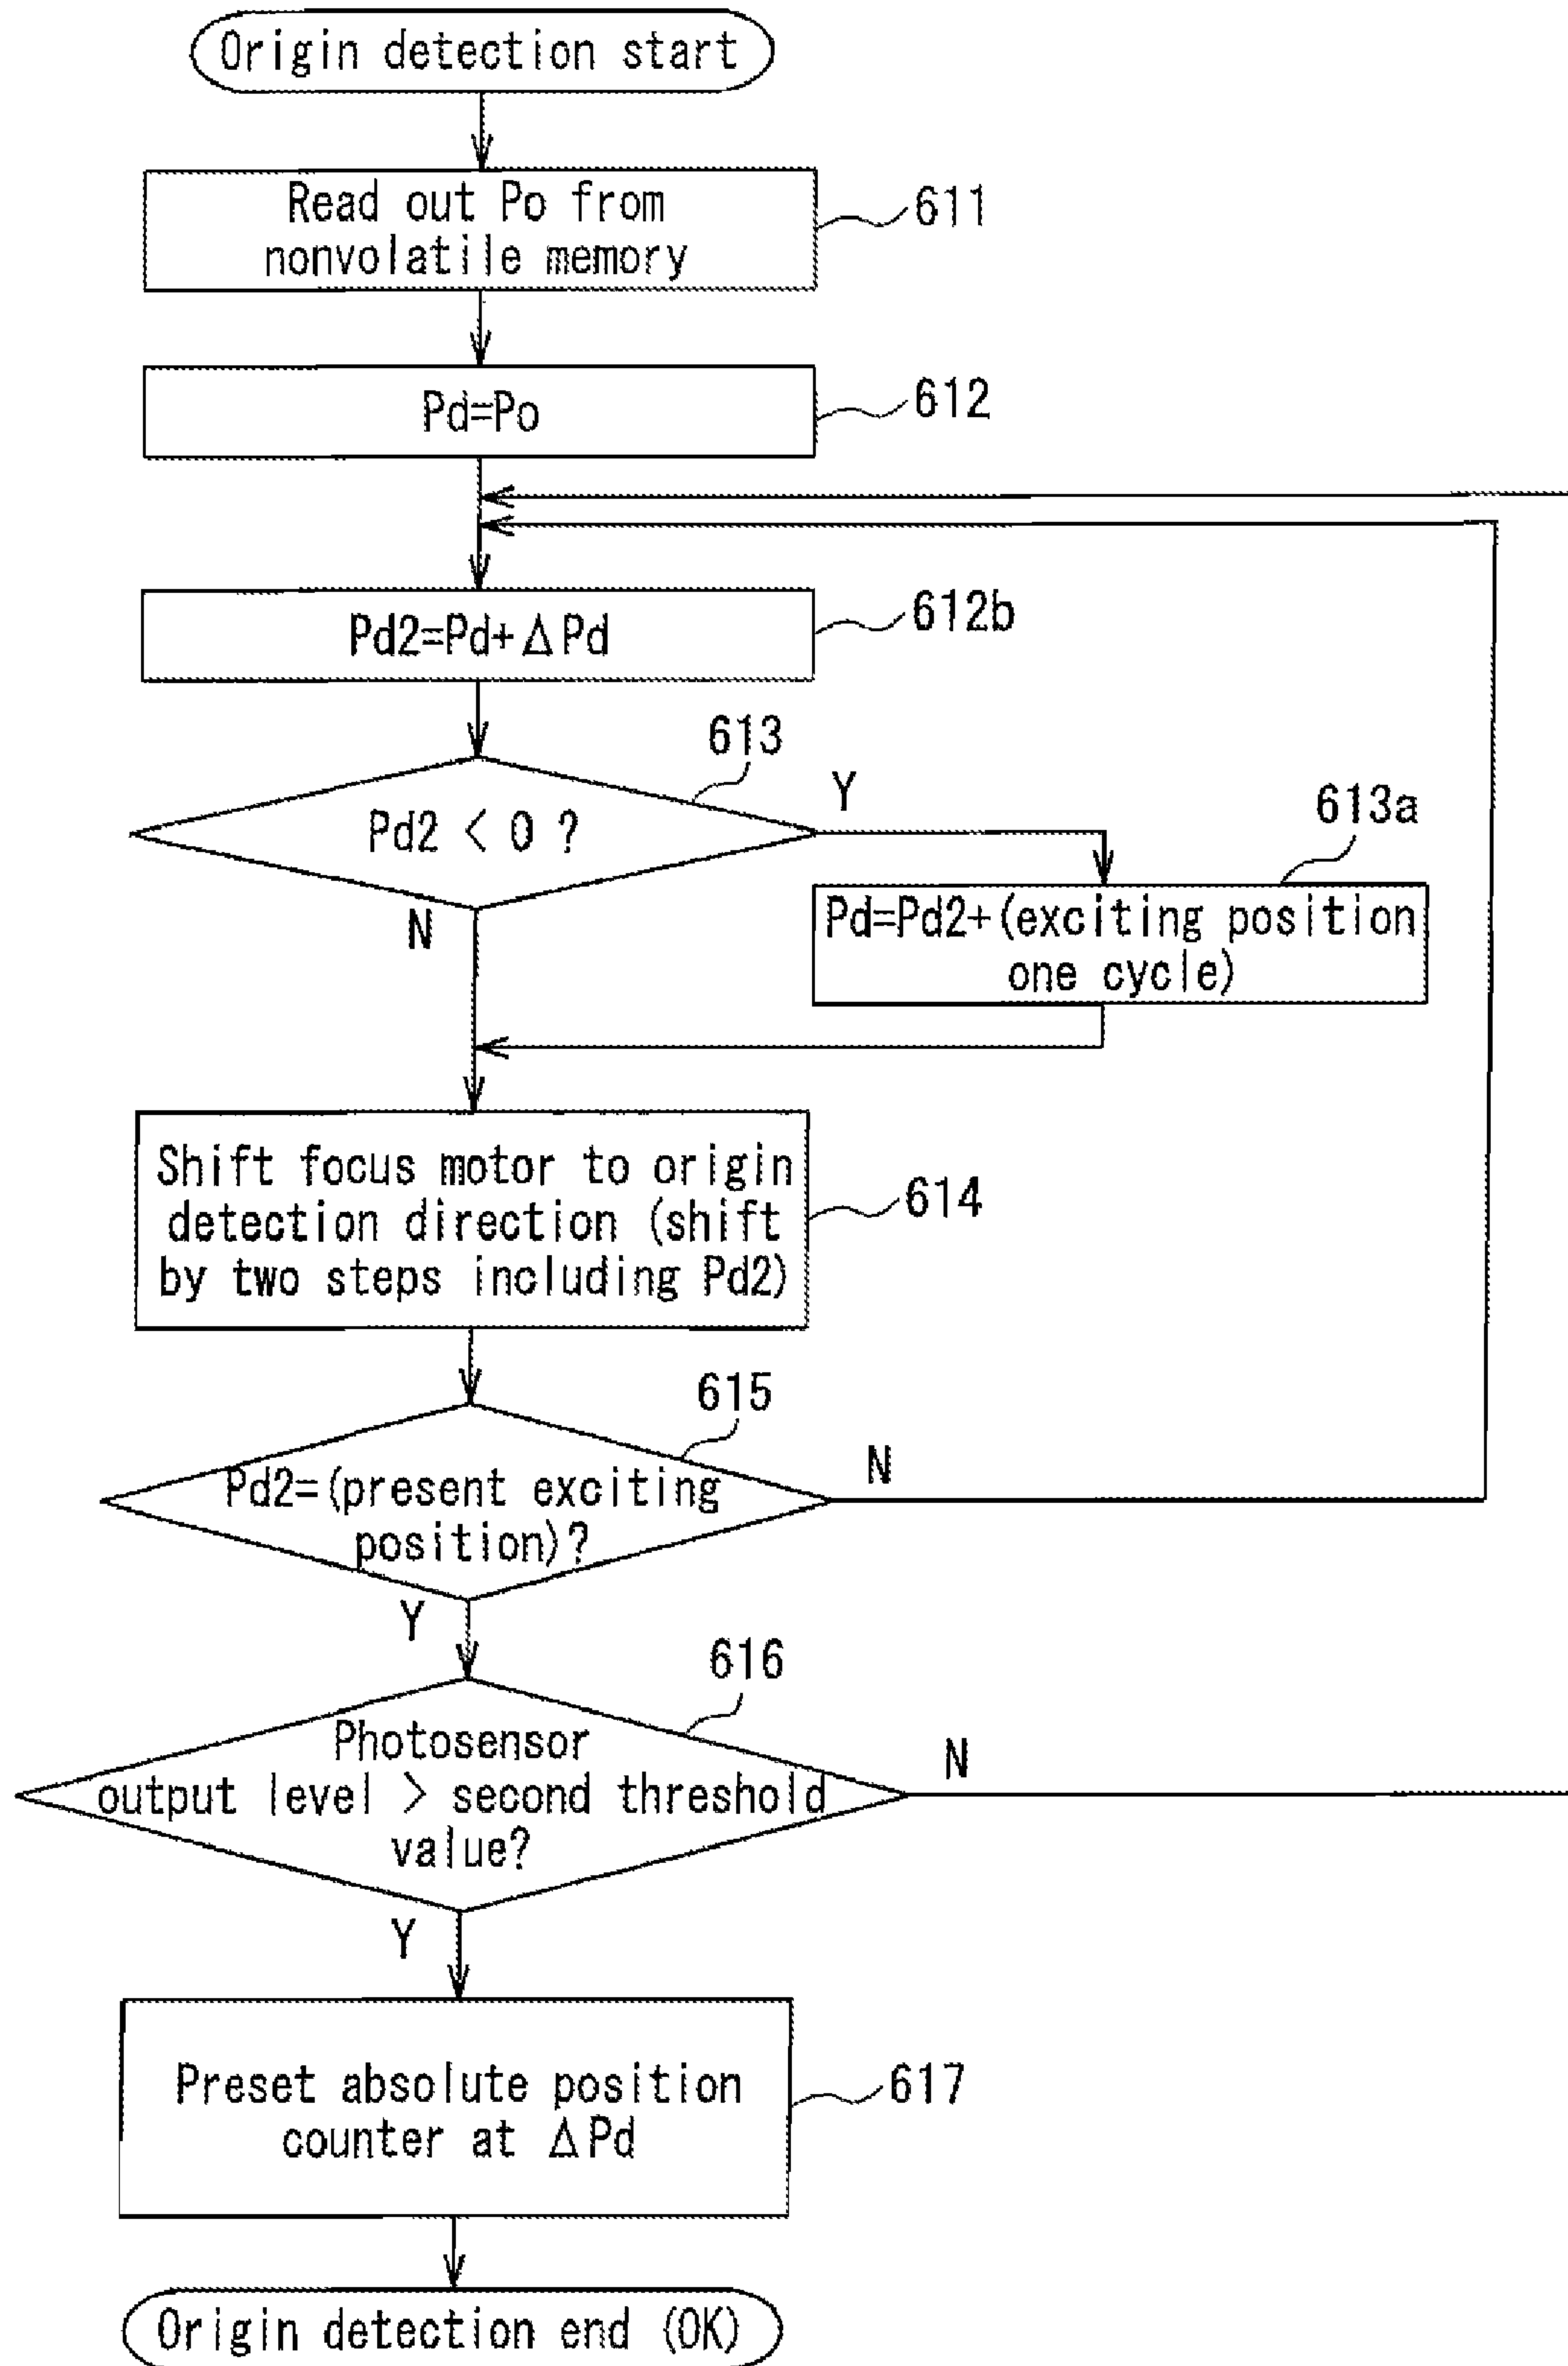 Origin detection start
Read out Po from
nonvolatile memory
611
Pd=Po
612
Pd2=Pd+ΔPd
612b
613
Pd2 < 0 ?
Y
N
613a
Pd=Pd2+(exciting position
one cycle)
Shift focus motor to origin
detection direction (shift
by two steps including Pd2)
614
615
Pd2=(present exciting
position)?
N
Y
616
Photosensor
output level > second threshold
value?
N
Y
Preset absolute position
counter at ΔPd
617
Origin detection end (OK)